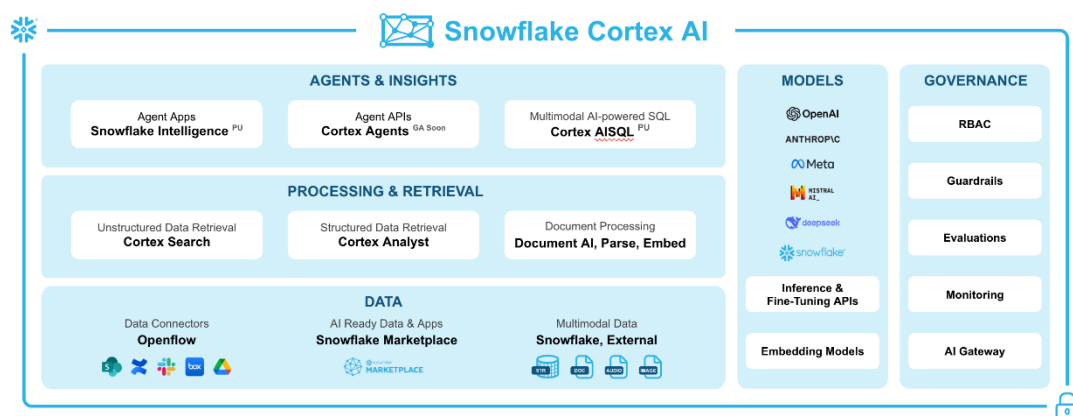 Snowflake Cortex AI
AGENTS & INSIGHTS
Agent Apps
Snowflake Intelligence PU
Agent APIs
Cortex Agents GA Soon
Multimodal AI-powered SQL
Cortex AISQL PU
PROCESSING & RETRIEVAL
Unstructured Data Retrieval
Cortex Search
Structured Data Retrieval
Cortex Analyst
Document Processing
Document AI, Parse, Embed
DATA
Data Connectors
Openflow
S
box
AI Ready Data & Apps
Snowflake Marketplace
snowflake
MARKETPLACE
Multimodal Data
Snowflake, External
STR
DOC
AUDIO
IMAGE
MODELS
OpenAI
ANTHROP\C
Meta
MISTRAL
AI_
deepseek
snowflake
Inference &
Fine-Tuning APIs
Embedding Models
GOVERNANCE
RBAC
Guardrails
Evaluations
Monitoring
AI Gateway